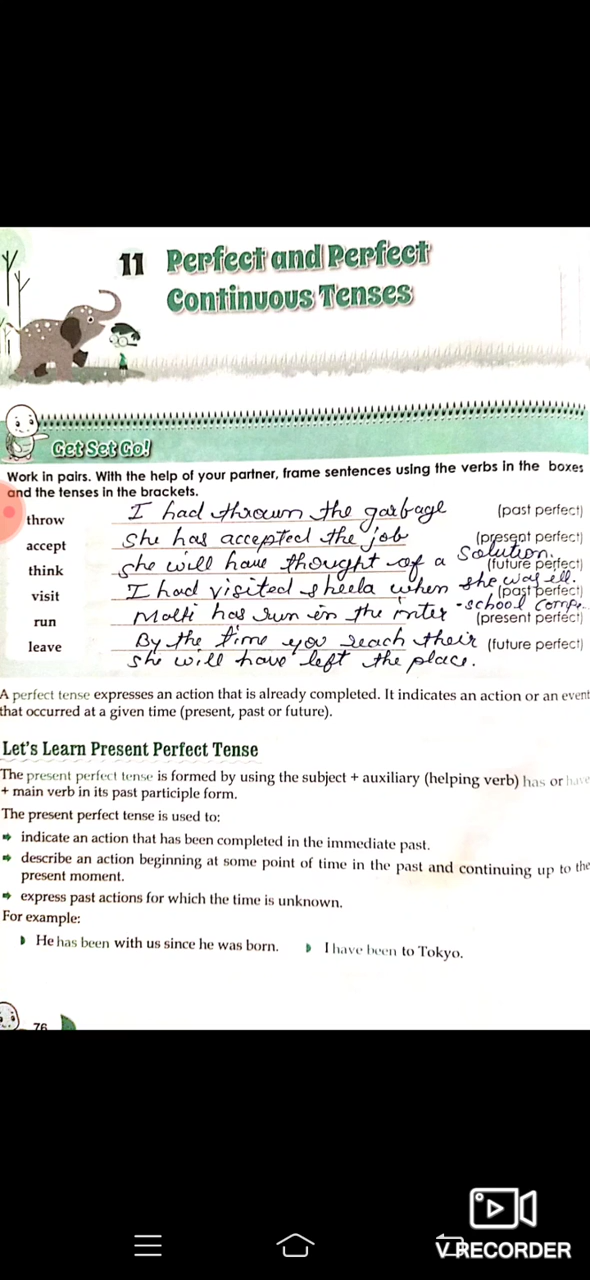 11 Perfect and Perfect
Continuous Tenses
Get Set Go!
Work in pairs. With the help of your partner, frame sentences using the verbs in the boxes
and the tenses in the brackets.
throw I had thrown the garbage (past perfect)
accept She has accepted the job (present perfect)
think she will have thought of a solution. (future perfect)
visit I had visited sheela when she was ill. (past perfect)
run has run in the inter-school comp.. (present perfect)
leave By the time you reach their (future perfect)
she will have left the place.
A perfect tense expresses an action that is already completed. It indicates an action or an event
that occurred at a given time (present, past or future).
Let's Learn Present Perfect Tense
The present perfect tense is formed by using the subject + auxiliary (helping verb) has or have
+ main verb in its past participle form.
The present perfect tense is used to:
indicate an action that has been completed in the immediate past.
describe an action beginning at some point of time in the past and continuing up to the
present moment.
express past actions for which the time is unknown.
For example:
He has been with us since he was born. I have been to Tokyo.
76
V RECORDER